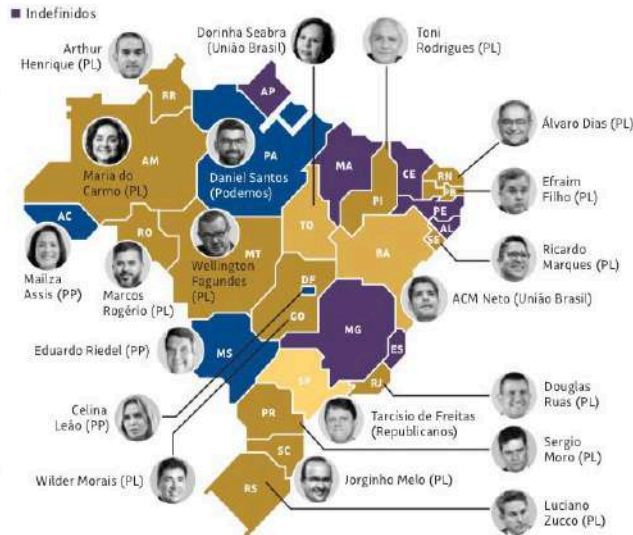 Indefinidos
Arthur
Henrique (PL)
Dorinha Seabra
(União Brasil)
Toni
Rodrigues (PL)
RR
AP
Álvaro Dias (PL)
Maria do
Carmo (PL)
AM
PA
Daniel Santos
(Podemos)
MA
CE
RN
PB
PI
PE
AL
SE
Efraim
Filho (PL)
AC
RO
TO
BA
MT
Wellington
Fagundes
(PL)
Mailza
Assis (PP)
Marcos
Rogério (PL)
Ricardo
Marques (PL)
DF
GO
ACM Neto (União Brasil)
MG
ES
Eduardo Riedel (PP)
MS
SP
RJ
Douglas
Ruas (PL)
Celina
Leão (PP)
Tarcísio de Freitas
(Republicanos)
PR
Sergio
Moro (PL)
SC
Wilder Morais (PL)
Jorginho Melo (PL)
RS
Luciano
Zucco (PL)